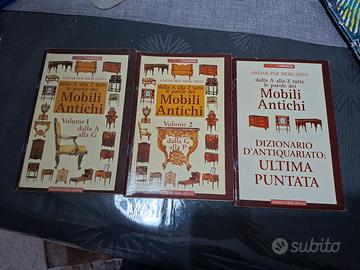 ANDAR PER MERCATINI
dalla A alla Z tutte
le parole dei
Mobili
Antichi
Volume 1
dalla A
alla G
ANDAR PER MERCATINI
dalla A alla Z tutte
le parole dei
Mobili
Antichi
Volume 2
dalla G
alla P
ANDAR PER MERCATINI
dalla A alla Z tutte
le parole dei
Mobili
Antichi
DIZIONARIO
D'ANTIQUARIATO:
ULTIMA
PUNTATA
subito